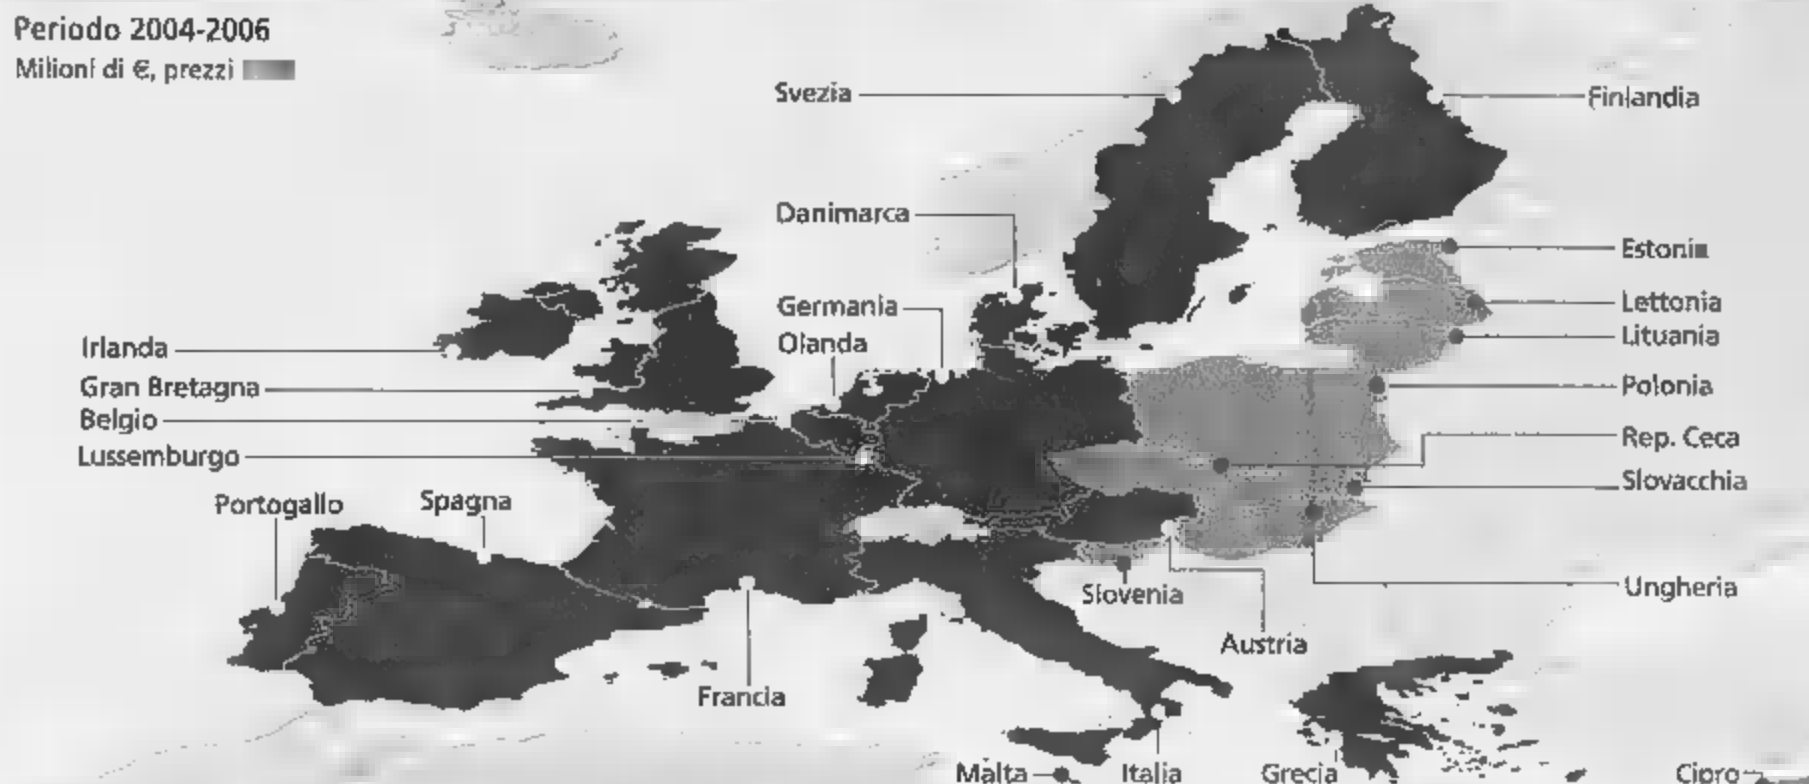 Periodo 2004-2006
Milioni di €, prezzi
Svezia
Finlandia
Danimarca
Estonia
Germania
Lettonia
Olanda
Lituania
Irlanda
Gran Bretagna
Polonia
Belgio
Rep. Ceca
Lussemburgo
Slovacchia
Portogallo
Spagna
Slovenia
Ungheria
Austria
Francia
Malta
Italia
Grecia
Cipro